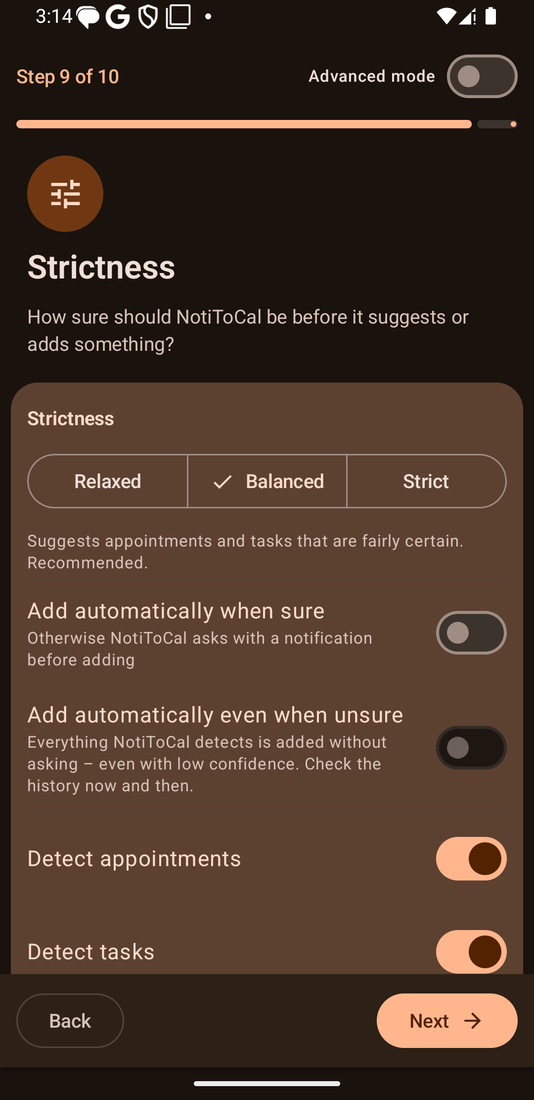 3:14
Step 9 of 10
Advanced mode
Strictness
How sure should NotiToCal be before it suggests or
adds something?
Strictness
Relaxed
Balanced
Strict
Suggests appointments and tasks that are fairly certain.
Recommended.
Add automatically when sure
Otherwise NotiToCal asks with a notification
before adding
Add automatically even when unsure
Everything NotiToCal detects is added without
asking – even with low confidence. Check the
history now and then.
Detect appointments
Detect tasks
Back
Next